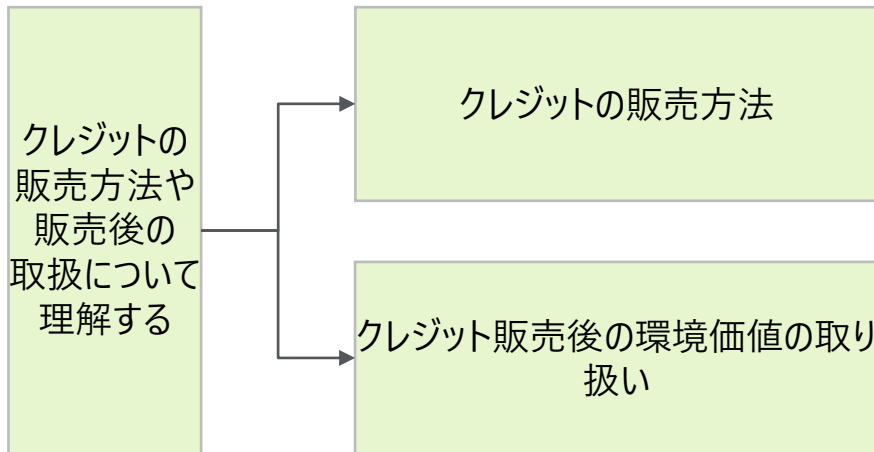 クレジットの
販売方法や
販売後の
取扱について
理解する
クレジットの販売方法
クレジット販売後の環境価値の取り
扱い